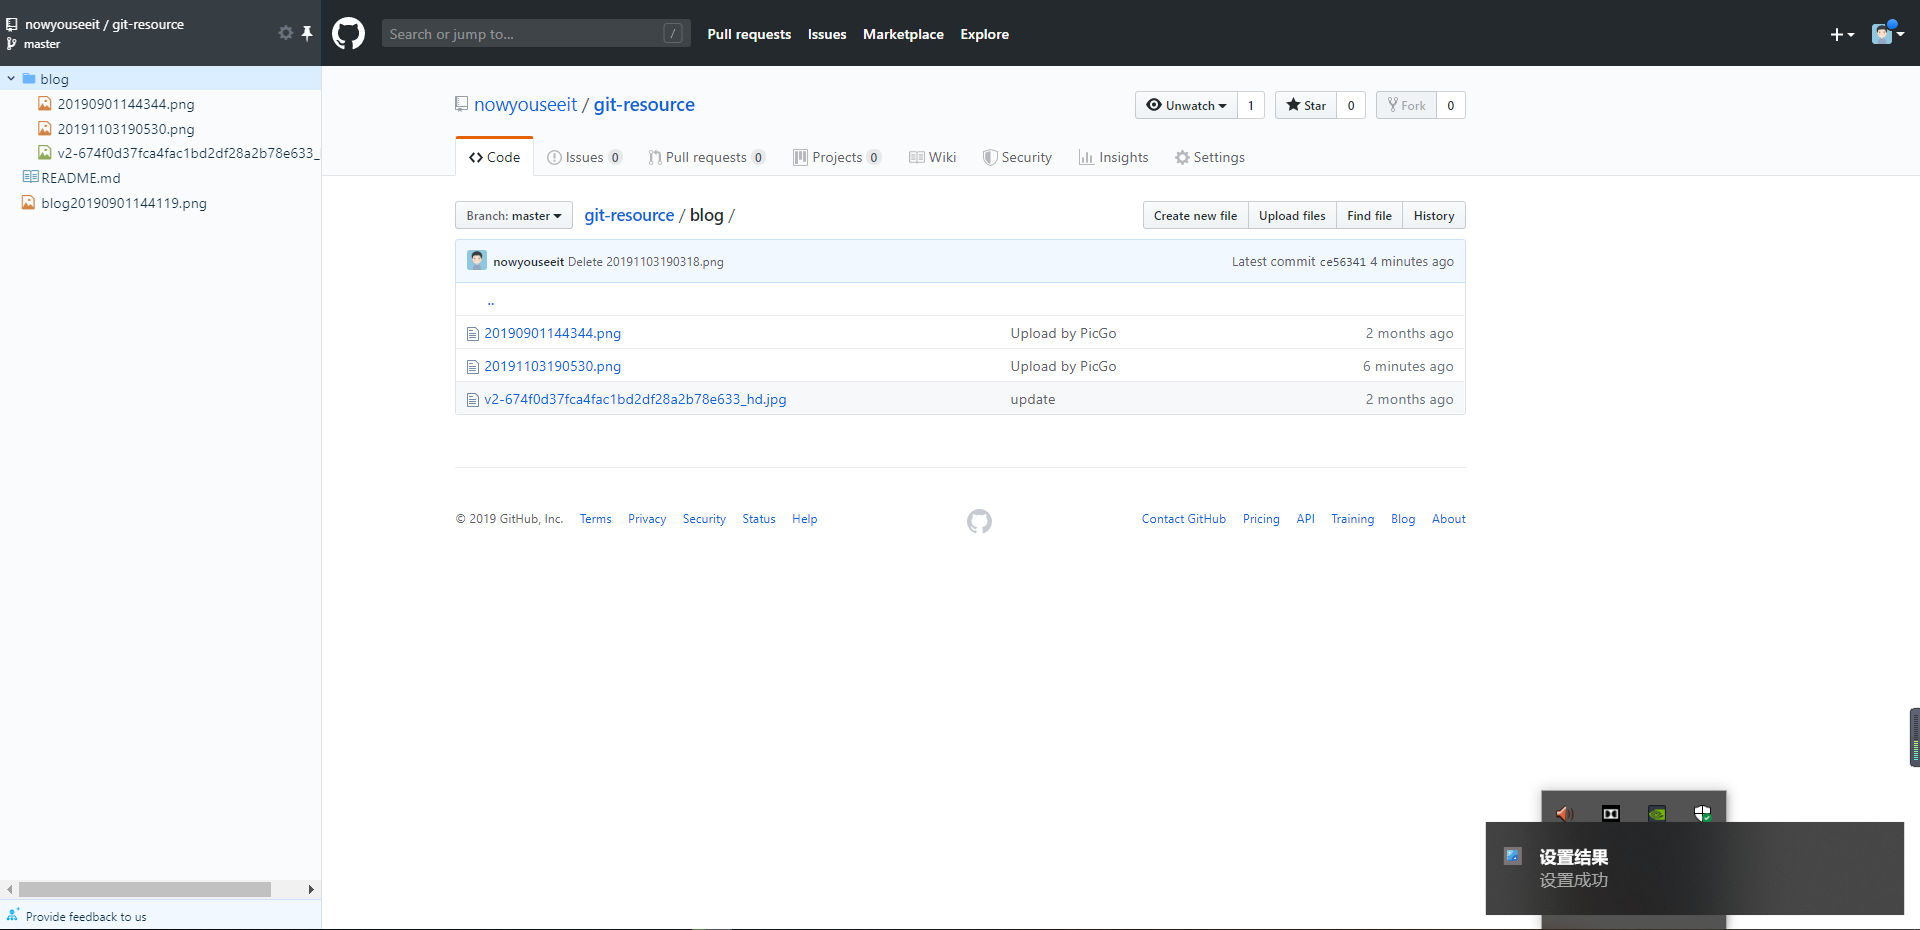 nowyouseeit / git-resource
master
blog
20190901144344.png
20191103190530.png
v2-674f0d37fca4fac1bd2df28a2b78e633_
README.md
blog20190901144119.png
Provide feedback to us
Search or jump to... /
Pull requests Issues Marketplace Explore
nowyouseeit / git-resource
Unwatch 1 Star 0 Fork 0
Code Issues 0 Pull requests 0 Projects 0 Wiki Security Insights Settings
Branch: master git-resource / blog /
Create new file Upload files Find file History
nowyouseeit Delete 20191103190318.png Latest commit ce56341 4 minutes ago
..
20190901144344.png Upload by PicGo 2 months ago
20191103190530.png Upload by PicGo 6 minutes ago
v2-674f0d37fca4fac1bd2df28a2b78e633_hd.jpg update 2 months ago
© 2019 GitHub, Inc. Terms Privacy Security Status Help
Contact GitHub Pricing API Training Blog About
设置结果
设置成功